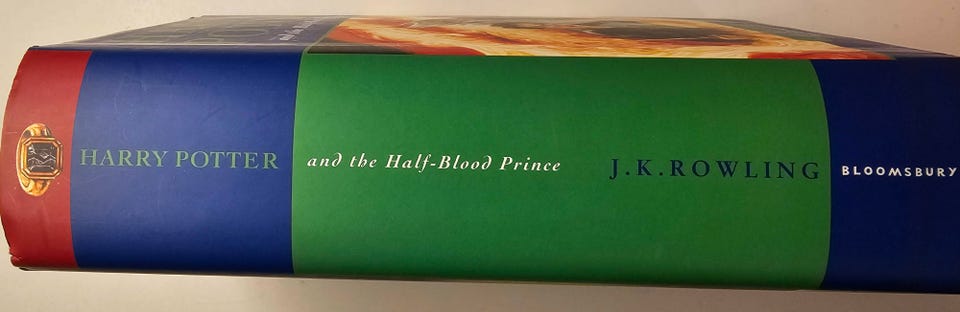 HARRY POTTER and the Half-Blood Prince J.K.ROWLING BLOOMSBURY